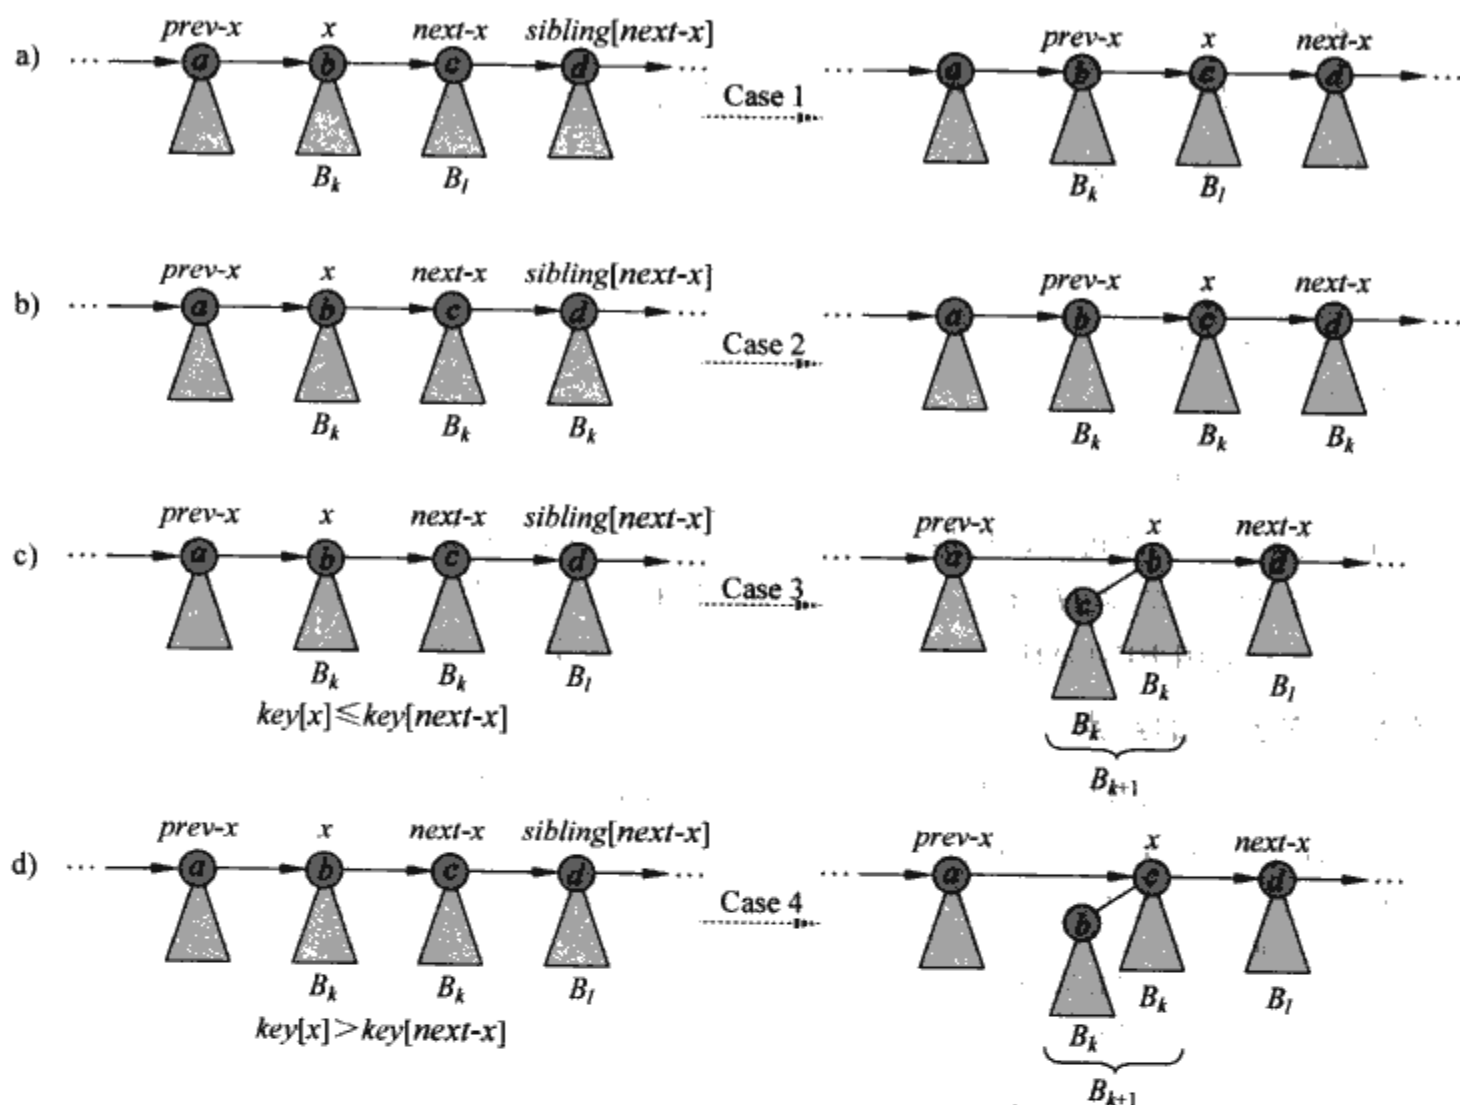 a) prev-x x next-x sibling[next-x] prev-x x next-x
... a b c d ... Case 1 ... a b c d ...
B_k B_l B_k B_l
b) prev-x x next-x sibling[next-x] prev-x x next-x
... a b c d ... Case 2 ... a b c d ...
B_k B_k B_k B_k B_k B_k
c) prev-x x next-x sibling[next-x] prev-x x next-x
... a b c d ... Case 3 ... a b d ...
c
B_k B_k B_l B_k B_l
key[x]≤key[next-x] B_k
B_{k+1}
d) prev-x x next-x sibling[next-x] prev-x x next-x
... a b c d ... Case 4 ... a c d ...
b
B_k B_k B_l B_k B_l
key[x]>key[next-x] B_k
B_{k+1}